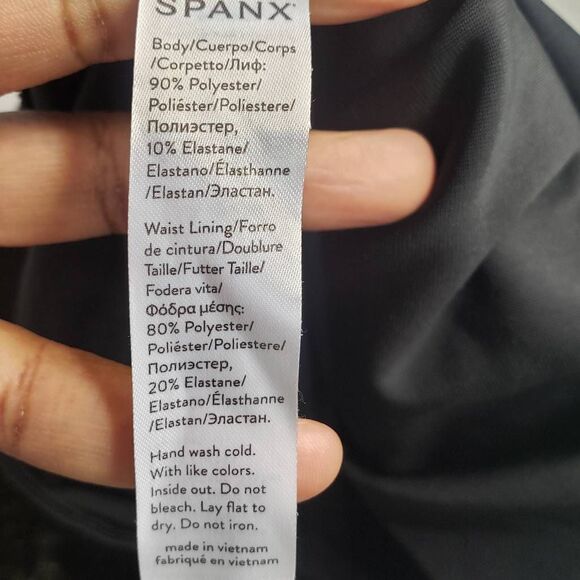 SPANX
Body/Cuerpo/Corps
/Corpetto/Лиф:
90% Polyester/
Poliéster/Poliestere/
Полиэстер,
10% Elastane/
Elastano/Élasthanne
/Elastan/Эластан.
Waist Lining/Forro
de cintura/Doublure
Taille/Futter Taille/
Fodera vita/
Φόδρα μέσης:
80% Polyester/
Poliéster/Poliestere/
Полиэстер,
20% Elastane/
Elastano/Élasthanne
/Elastan/Эластан.
Hand wash cold.
With like colors.
Inside out. Do not
bleach. Lay flat to
dry. Do not iron.
made in vietnam
fabriqué en vietnam